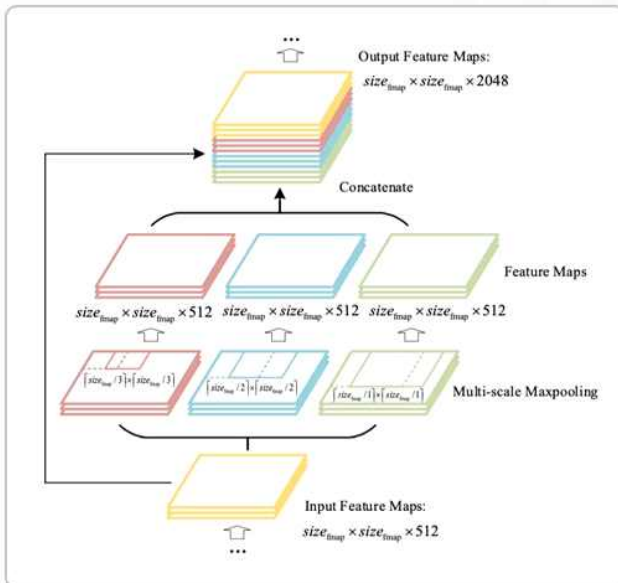 ...
Output Feature Maps:
size_fmap × size_fmap × 2048
Concatenate
Feature Maps
size_fmap × size_fmap × 512
size_fmap × size_fmap × 512
size_fmap × size_fmap × 512
⌈size_fmap / 3⌉×⌈size_fmap / 3⌉
⌈size_fmap / 2⌉×⌈size_fmap / 2⌉
⌈size_fmap / 1⌉×⌈size_fmap / 1⌉
Multi-scale Maxpooling
Input Feature Maps:
size_fmap × size_fmap × 512
...